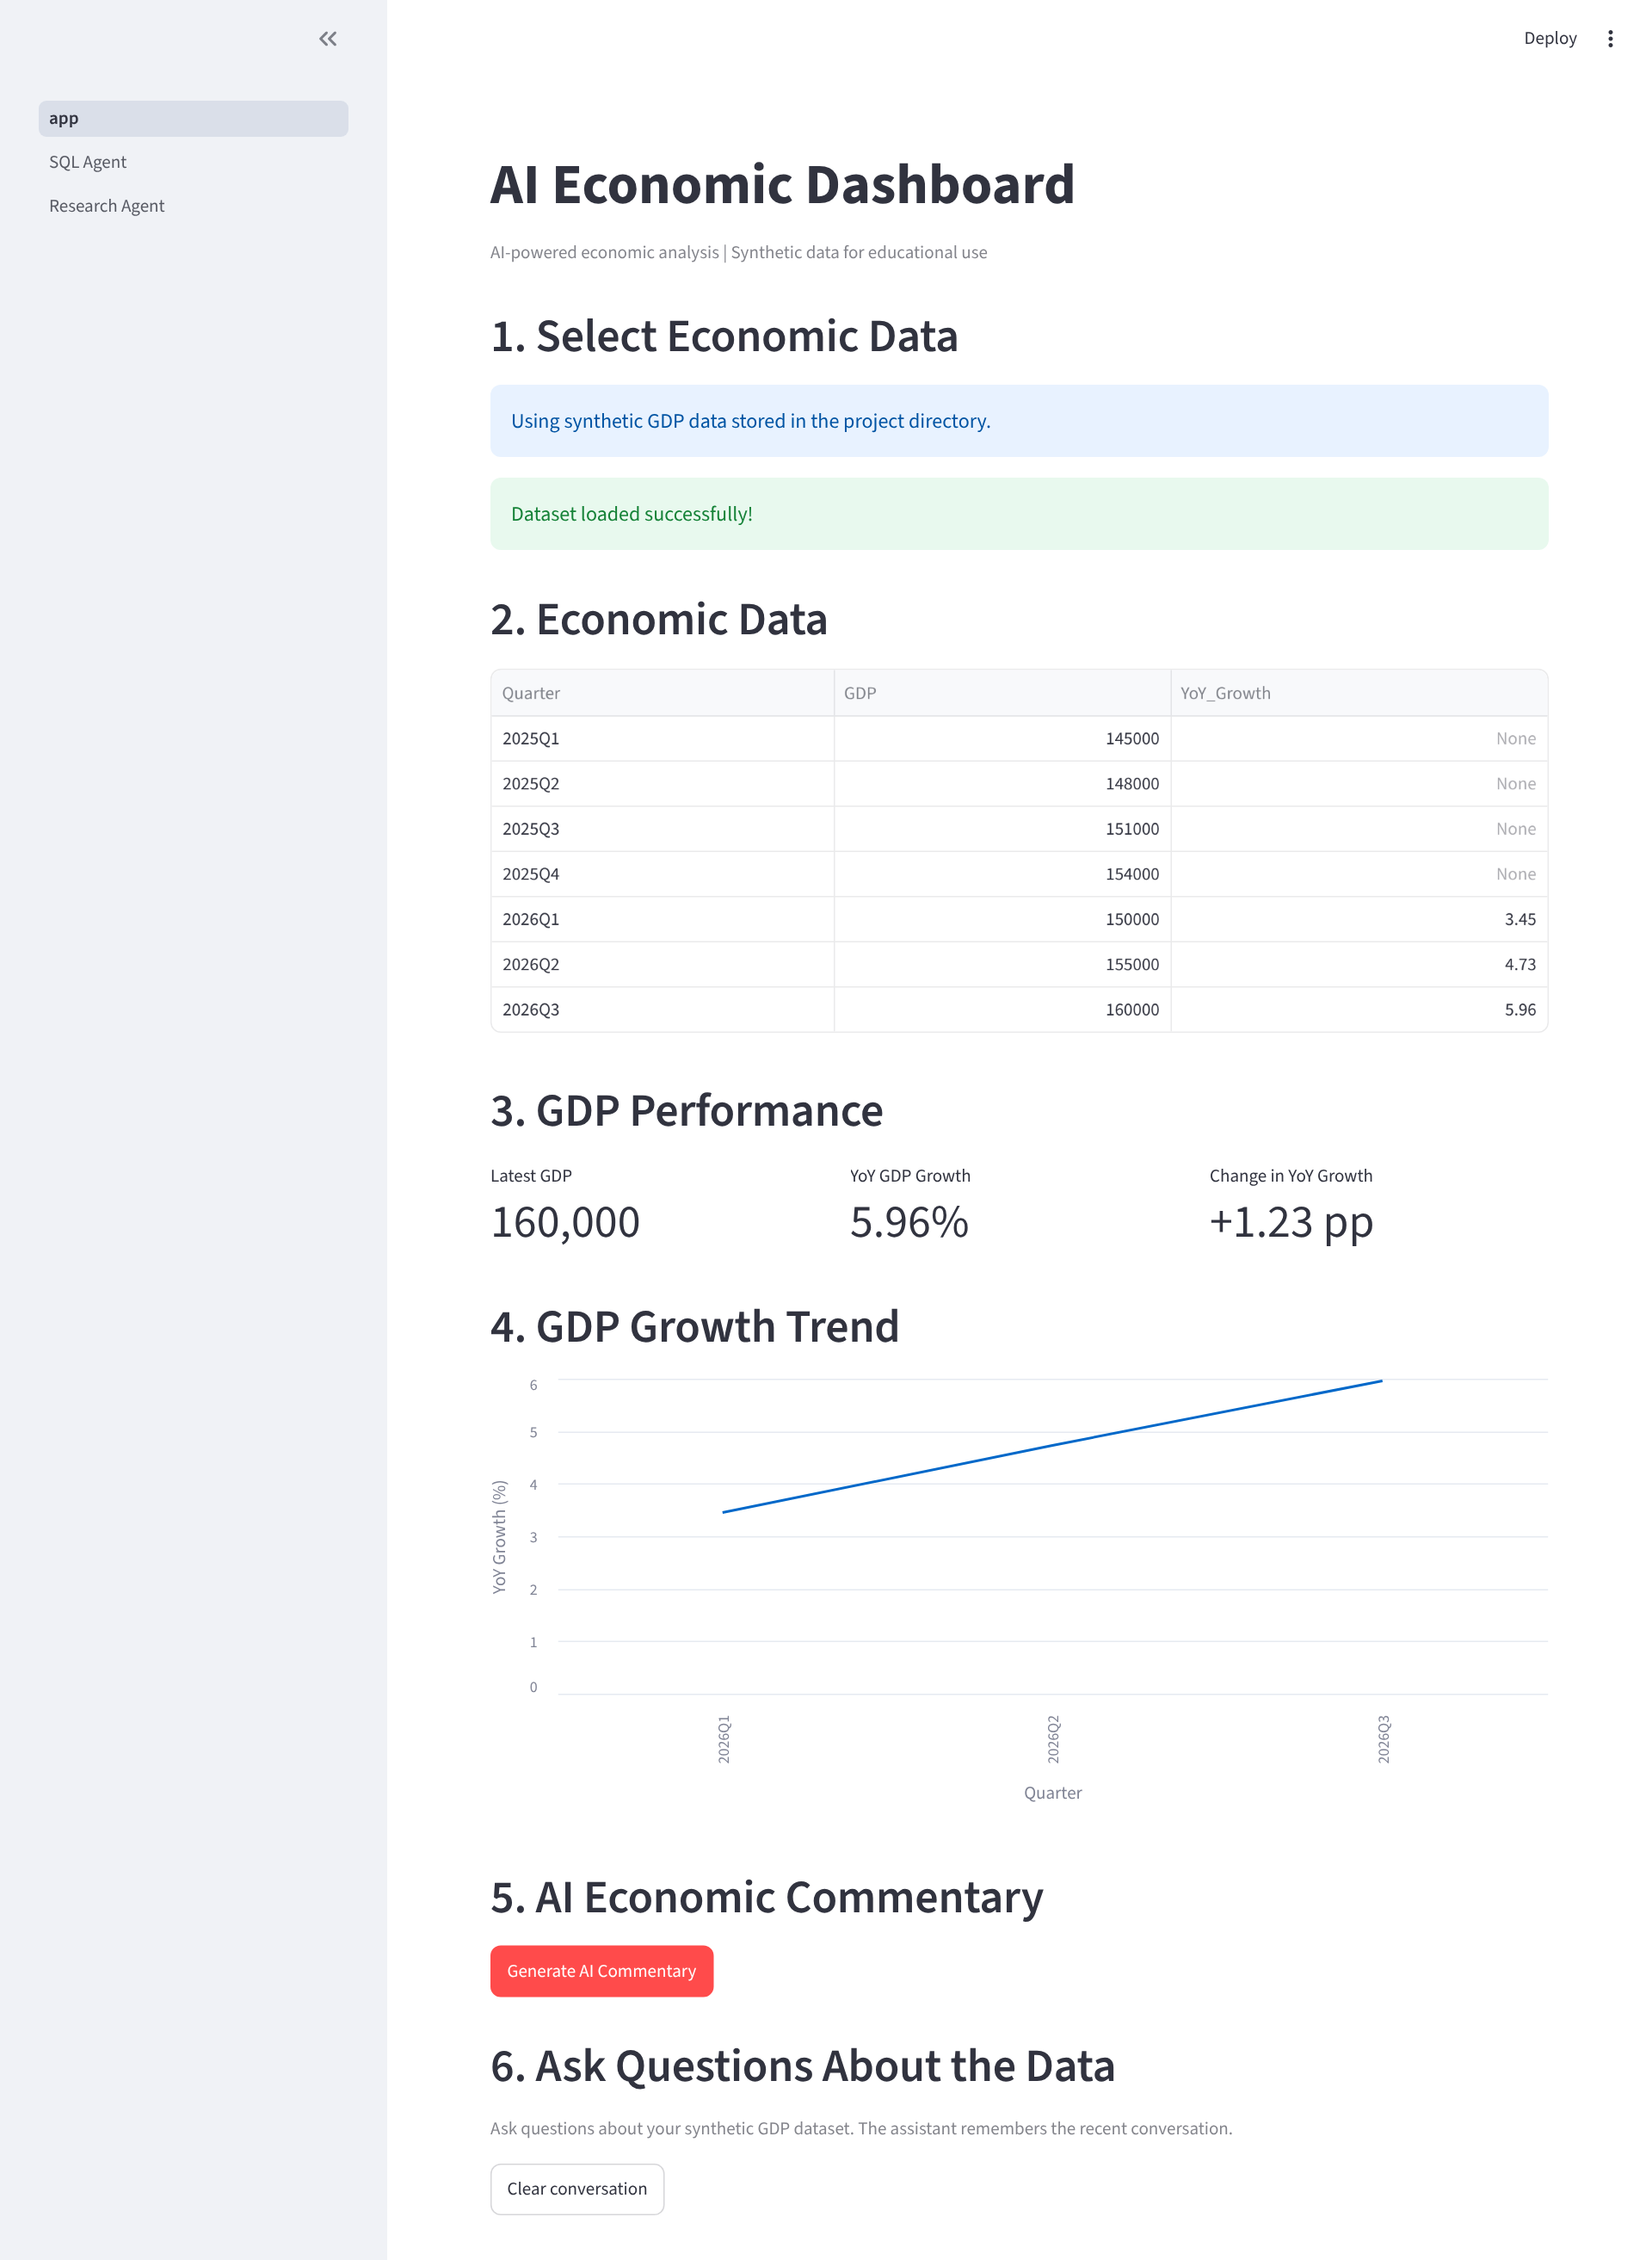 Deploy
app
SQL Agent
Research Agent
AI Economic Dashboard
AI-powered economic analysis | Synthetic data for educational use
1. Select Economic Data
Using synthetic GDP data stored in the project directory.
Dataset loaded successfully!
2. Economic Data
Quarter GDP YoY_Growth
2025Q1 145000 None
2025Q2 148000 None
2025Q3 151000 None
2025Q4 154000 None
2026Q1 150000 3.45
2026Q2 155000 4.73
2026Q3 160000 5.96
3. GDP Performance
Latest GDP YoY GDP Growth Change in YoY Growth
160,000 5.96% +1.23 pp
4. GDP Growth Trend
6
5
4
3
2
1
0
YoY Growth (%)
2026Q1 2026Q2 2026Q3
Quarter
5. AI Economic Commentary
Generate AI Commentary
6. Ask Questions About the Data
Ask questions about your synthetic GDP dataset. The assistant remembers the recent conversation.
Clear conversation